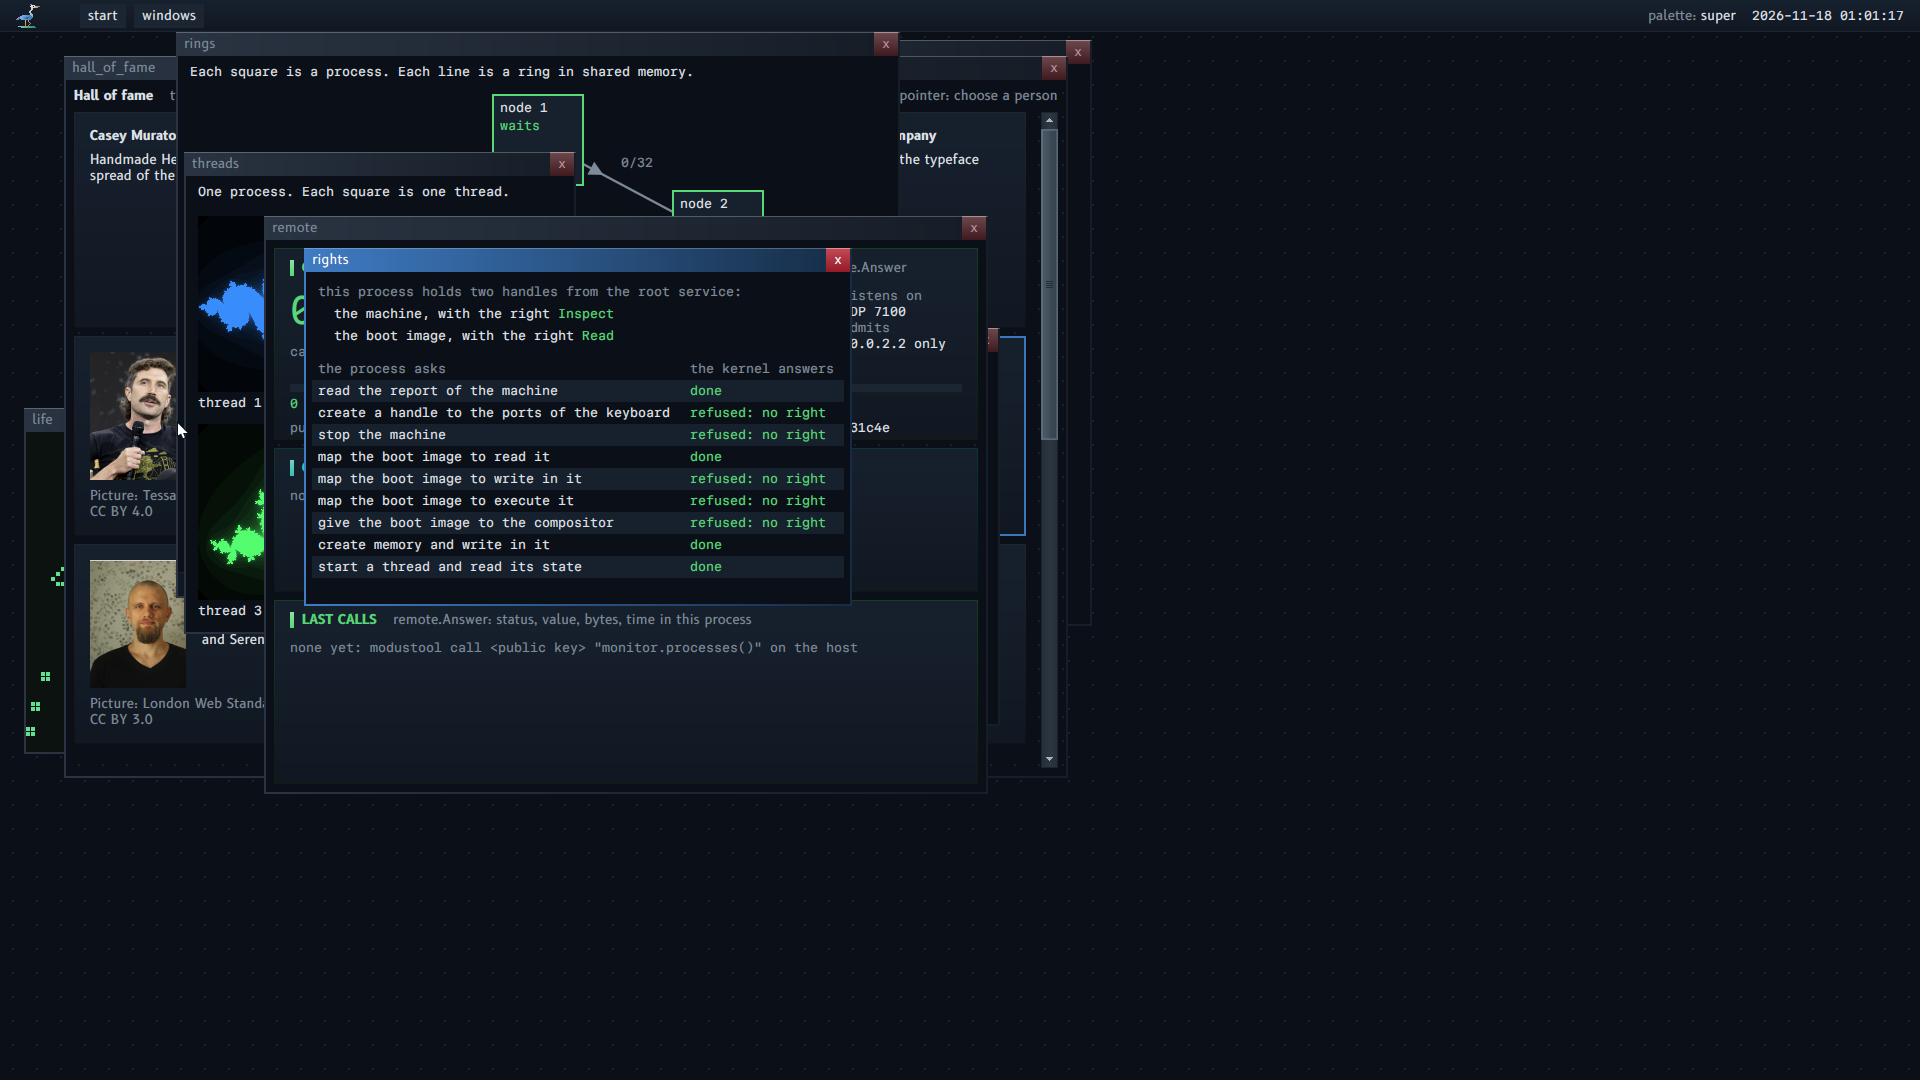 start windows palette: super 2026-11-18 01:01:17
rings x
x
hall_of_fame x
Each square is a process. Each line is a ring in shared memory.
Hall of fame pointer: choose a person
node 1
waits
Casey Murato
Handmade He
spread of the
the typeface
threads x
0/32
One process. Each square is one thread.
node 2
remote x
rights x
e.Answer
this process holds two handles from the root service:
the machine, with the right Inspect
the boot image, with the right Read
istens on
DP 7100
dmits
0.0.2.2 only
the process asks the kernel answers
read the report of the machine done
create a handle to the ports of the keyboard refused: no right
stop the machine refused: no right
map the boot image to read it done
map the boot image to write in it refused: no right
map the boot image to execute it refused: no right
give the boot image to the compositor refused: no right
create memory and write in it done
start a thread and read its state done
ca
0
pu
31c4e
no
thread 1
life
Picture: Tessa
CC BY 4.0
thread 3
and Seren
LAST CALLS remote.Answer: status, value, bytes, time in this process
none yet: modustool call <public key> "monitor.processes()" on the host
Picture: London Web Standa
CC BY 3.0